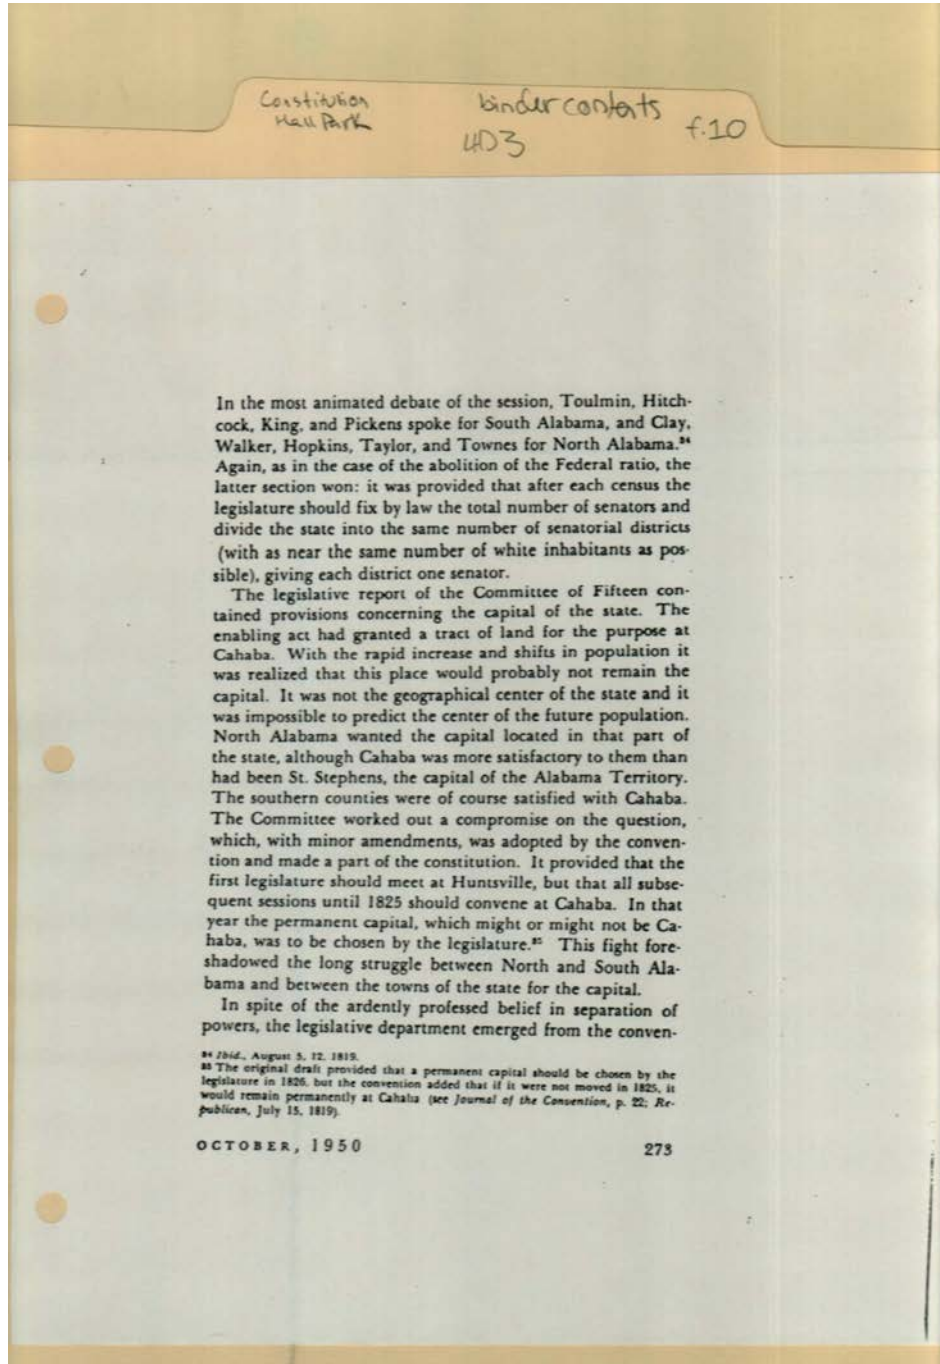 Constitution
Hall Park
binder contents
4D3
f.10
In the most animated debate of the session, Toulmin, Hitch-
cock, King, and Pickens spoke for South Alabama, and Clay,
Walker, Hopkins, Taylor, and Townes for North Alabama.⁸⁴
Again, as in the case of the abolition of the Federal ratio, the
latter section won: it was provided that after each census the
legislature should fix by law the total number of senators and
divide the state into the same number of senatorial districts
(with as near the same number of white inhabitants as pos-
sible), giving each district one senator.
The legislative report of the Committee of Fifteen con-
tained provisions concerning the capital of the state. The
enabling act had granted a tract of land for the purpose at
Cahaba. With the rapid increase and shifts in population it
was realized that this place would probably not remain the
capital. It was not the geographical center of the state and it
was impossible to predict the center of the future population.
North Alabama wanted the capital located in that part of
the state, although Cahaba was more satisfactory to them than
had been St. Stephens, the capital of the Alabama Territory.
The southern counties were of course satisfied with Cahaba.
The Committee worked out a compromise on the question,
which, with minor amendments, was adopted by the conven-
tion and made a part of the constitution. It provided that the
first legislature should meet at Huntsville, but that all subse-
quent sessions until 1825 should convene at Cahaba. In that
year the permanent capital, which might or might not be Ca-
haba, was to be chosen by the legislature.⁸⁵ This fight fore-
shadowed the long struggle between North and South Ala-
bama and between the towns of the state for the capital.
In spite of the ardently professed belief in separation of
powers, the legislative department emerged from the conven-
⁸⁴ Ibid., August 5, 12, 1819.
⁸⁵ The original draft provided that a permanent capital should be chosen by the
legislature in 1826, but the convention added that if it were not moved in 1825, it
would remain permanently at Cahaba (see Journal of the Convention, p. 22; Re-
publican, July 15, 1819).
OCTOBER, 1950
273